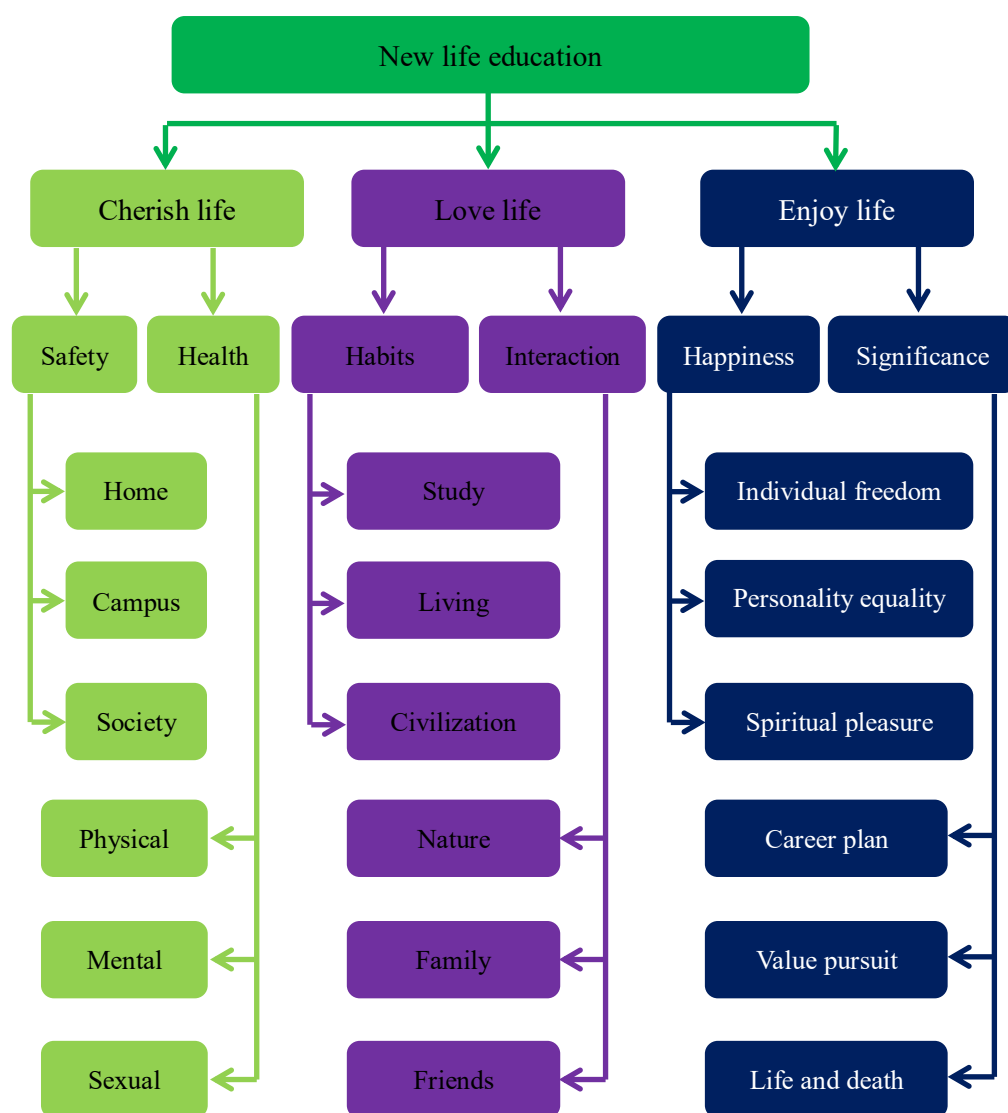 New life education
Cherish life
Love life
Enjoy life
Safety
Health
Habits
Interaction
Happiness
Significance
Home
Study
Individual freedom
Campus
Living
Personality equality
Society
Civilization
Spiritual pleasure
Physical
Nature
Career plan
Mental
Family
Value pursuit
Sexual
Friends
Life and death